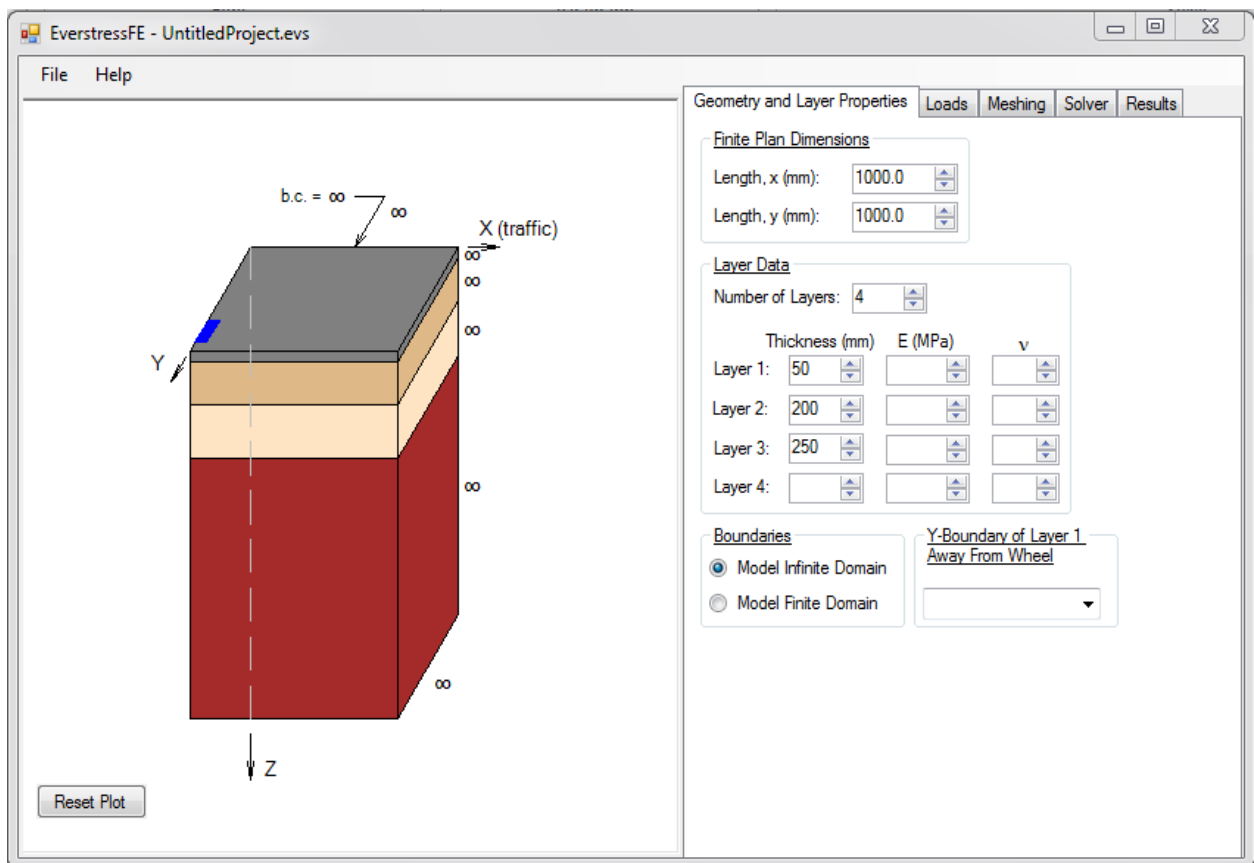 EverstressFE - UntitledProject.evs
File Help
Geometry and Layer Properties Loads Meshing Solver Results
Finite Plan Dimensions
Length, x (mm): 1000.0
Length, y (mm): 1000.0
b.c. = ∞
∞
X (traffic)
∞
∞
∞
Y
∞
∞
Z
Layer Data
Number of Layers: 4
Thickness (mm) E (MPa) ν
Layer 1: 50
Layer 2: 200
Layer 3: 250
Layer 4:
Boundaries
Model Infinite Domain
Model Finite Domain
Y-Boundary of Layer 1
Away From Wheel
Reset Plot